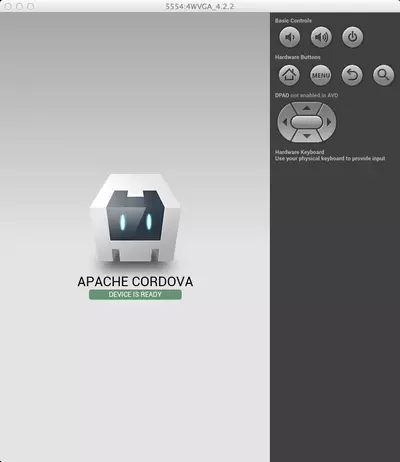 5554:4WVGA_4.2.2
Basic Controls
Hardware Buttons
MENU
DPAD not enabled in AVD
Hardware Keyboard
Use your physical keyboard to provide input
APACHE CORDOVA
DEVICE IS READY